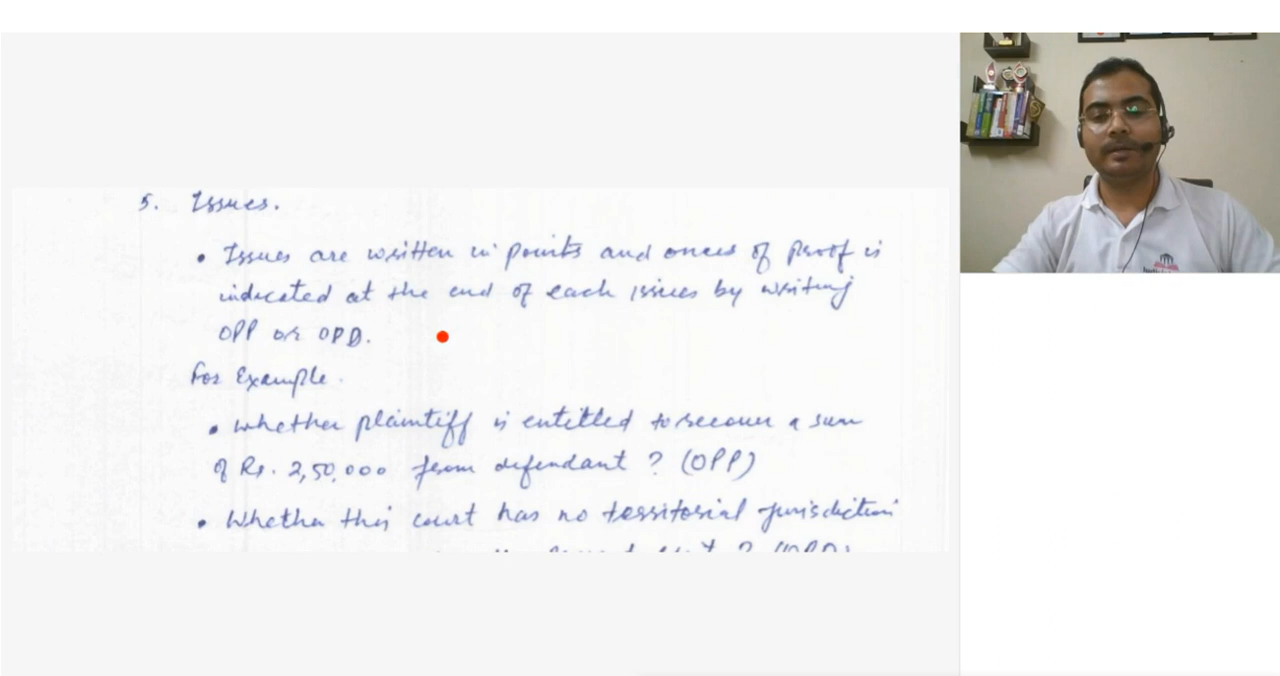 5. Issues.
• Issues are written in points and onces of proof is
indicated at the end of each issues by writing
OPP or OPD.
For Example.
• whether plaintiff is entitled to recover a sum
of Rs. 2,50,000 from defendant ? (OPP)
• Whether this court has no territorial jurisdiction
? (OPD)